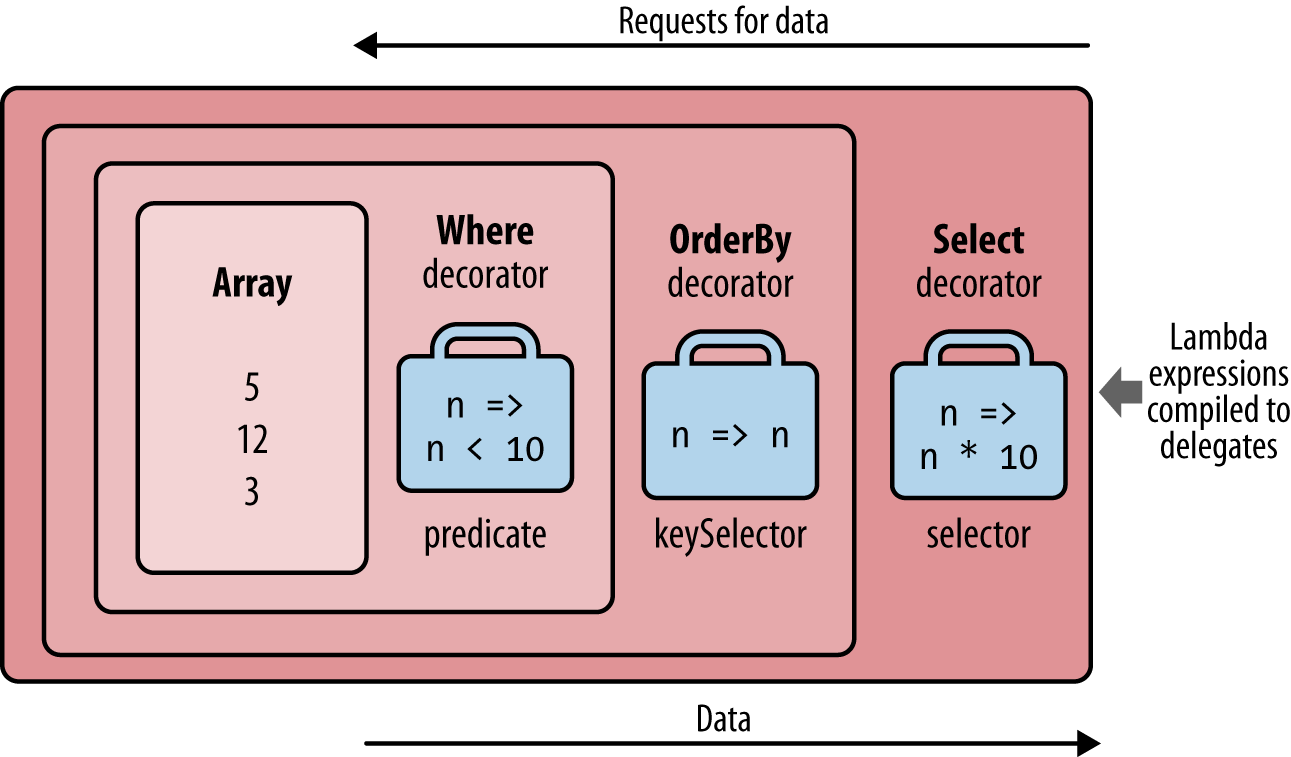 Requests for data
Array
5
12
3
Where
decorator
n =>
n < 10
predicate
OrderBy
decorator
n => n
keySelector
Select
decorator
n =>
n * 10
selector
Lambda
expressions
compiled to
delegates
Data